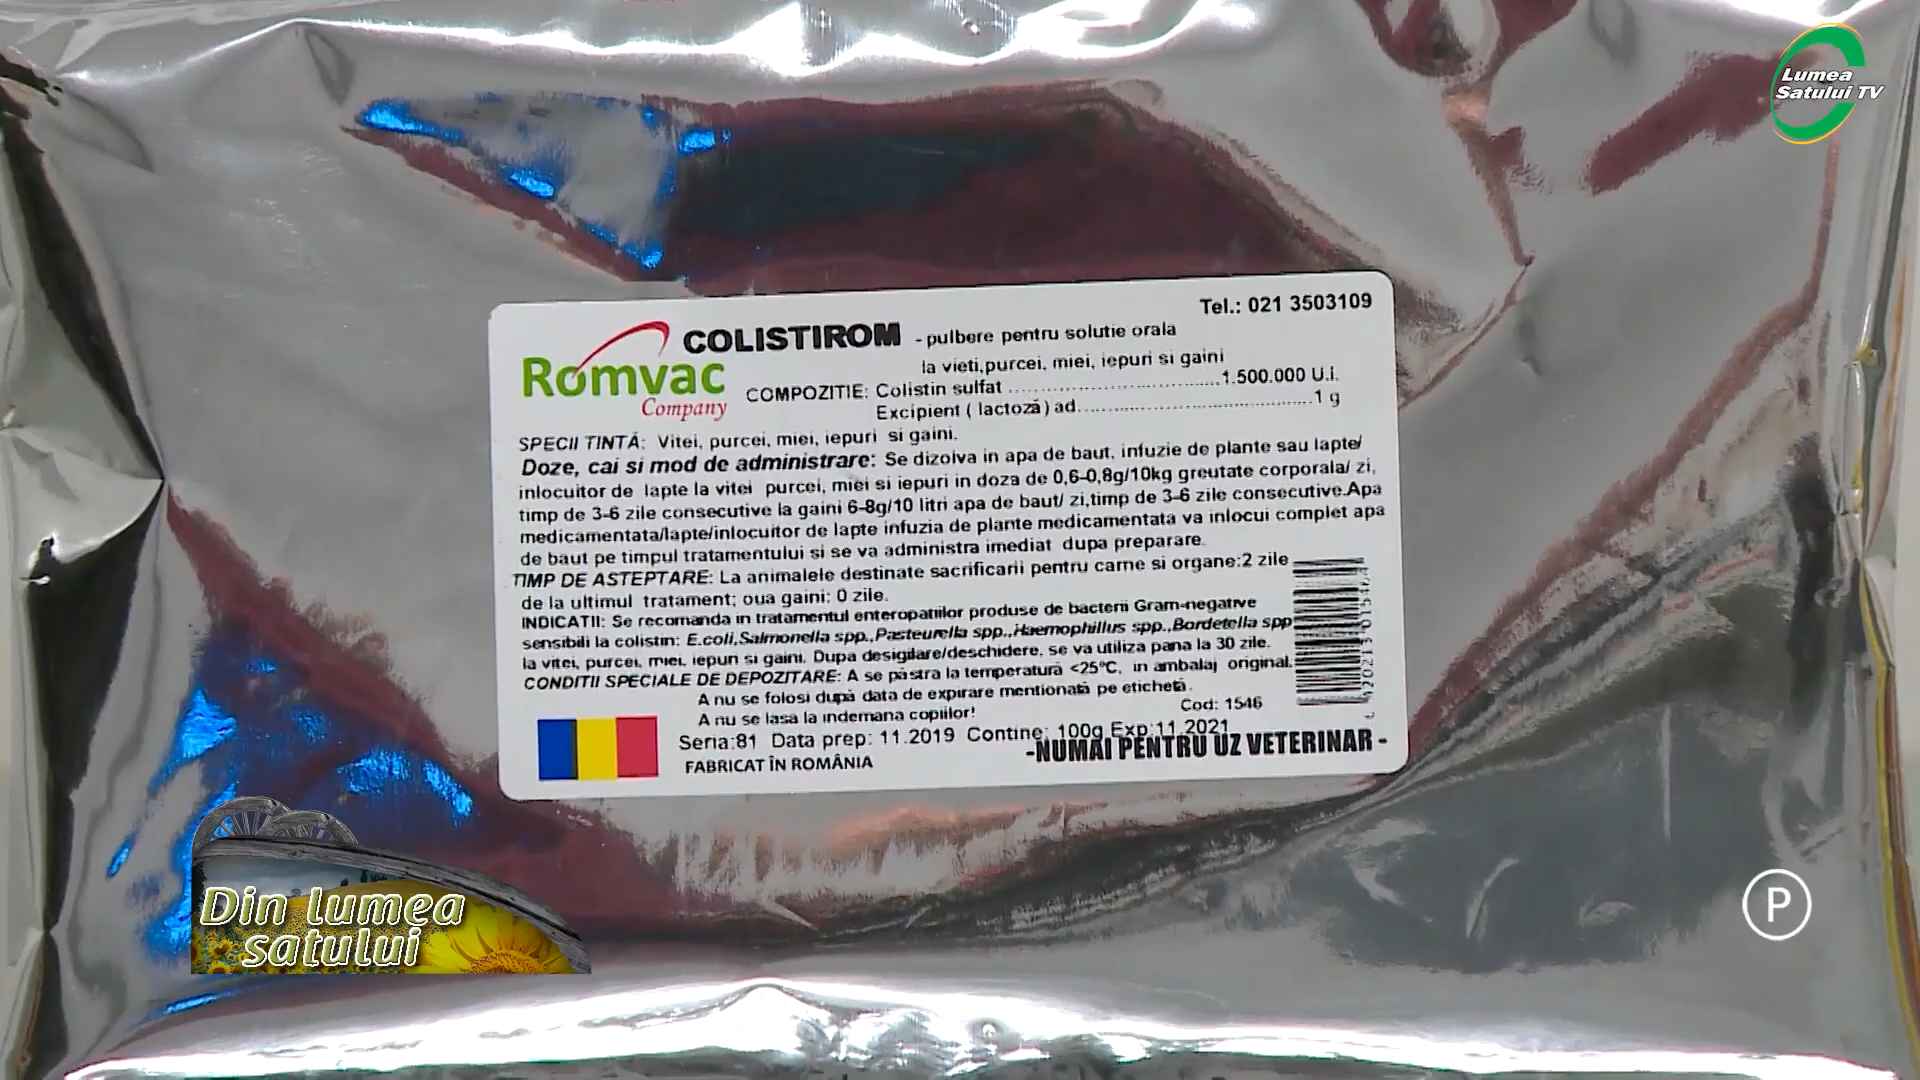 Lumea
Satului TV
Tel.: 021 3503109
Romvac
Company
COLISTIROM - pulbere pentru solutie orala
la vieti,purcei, miei, iepuri si gaini
COMPOZITIE: Colistin sulfat ........................1.500.000 U.i.
Excipient ( lactoză ) ad........................1 g
SPECII TINTĂ: Vitei, purcei, miei, iepuri si gaini.
Doze, cai si mod de administrare: Se dizolva in apa de baut, infuzie de plante sau lapte/
inlocuitor de lapte la vitei purcei, miei si iepuri in doza de 0,6-0,8g/10kg greutate corporala/ zi,
timp de 3-6 zile consecutive la gaini 6-8g/10 litri apa de baut/ zi,timp de 3-6 zile consecutive.Apa
medicamentata/lapte/inlocuitor de lapte infuzia de plante medicamentata va inlocui complet apa
de baut pe timpul tratamentului si se va administra imediat dupa preparare.
TIMP DE ASTEPTARE: La animalele destinate sacrificarii pentru carne si organe:2 zile
de la ultimul tratament; oua gaini: 0 zile.
INDICATII: Se recomanda in tratamentul enteropatiilor produse de bacterii Gram-negative
sensibili la colistin: E.coli,Salmonella spp.,Pasteurella spp.,Haemophillus spp.,Bordetella spp
la vitei, purcei, miei, iepuri si gaini. Dupa desigilare/deschidere, se va utiliza pana la 30 zile.
CONDITII SPECIALE DE DEPOZITARE: A se păstra la temperatură <25°C, in ambalaj original.
A nu se folosi după data de expirare mentionată pe etichetă.
A nu se lasa la indemana copiilor!
Cod: 1546
Seria:81 Data prep: 11.2019 Contine: 100g Exp:11.2021
-NUMAI PENTRU UZ VETERINAR -
FABRICAT ÎN ROMÂNIA
Din lumea
satului
P